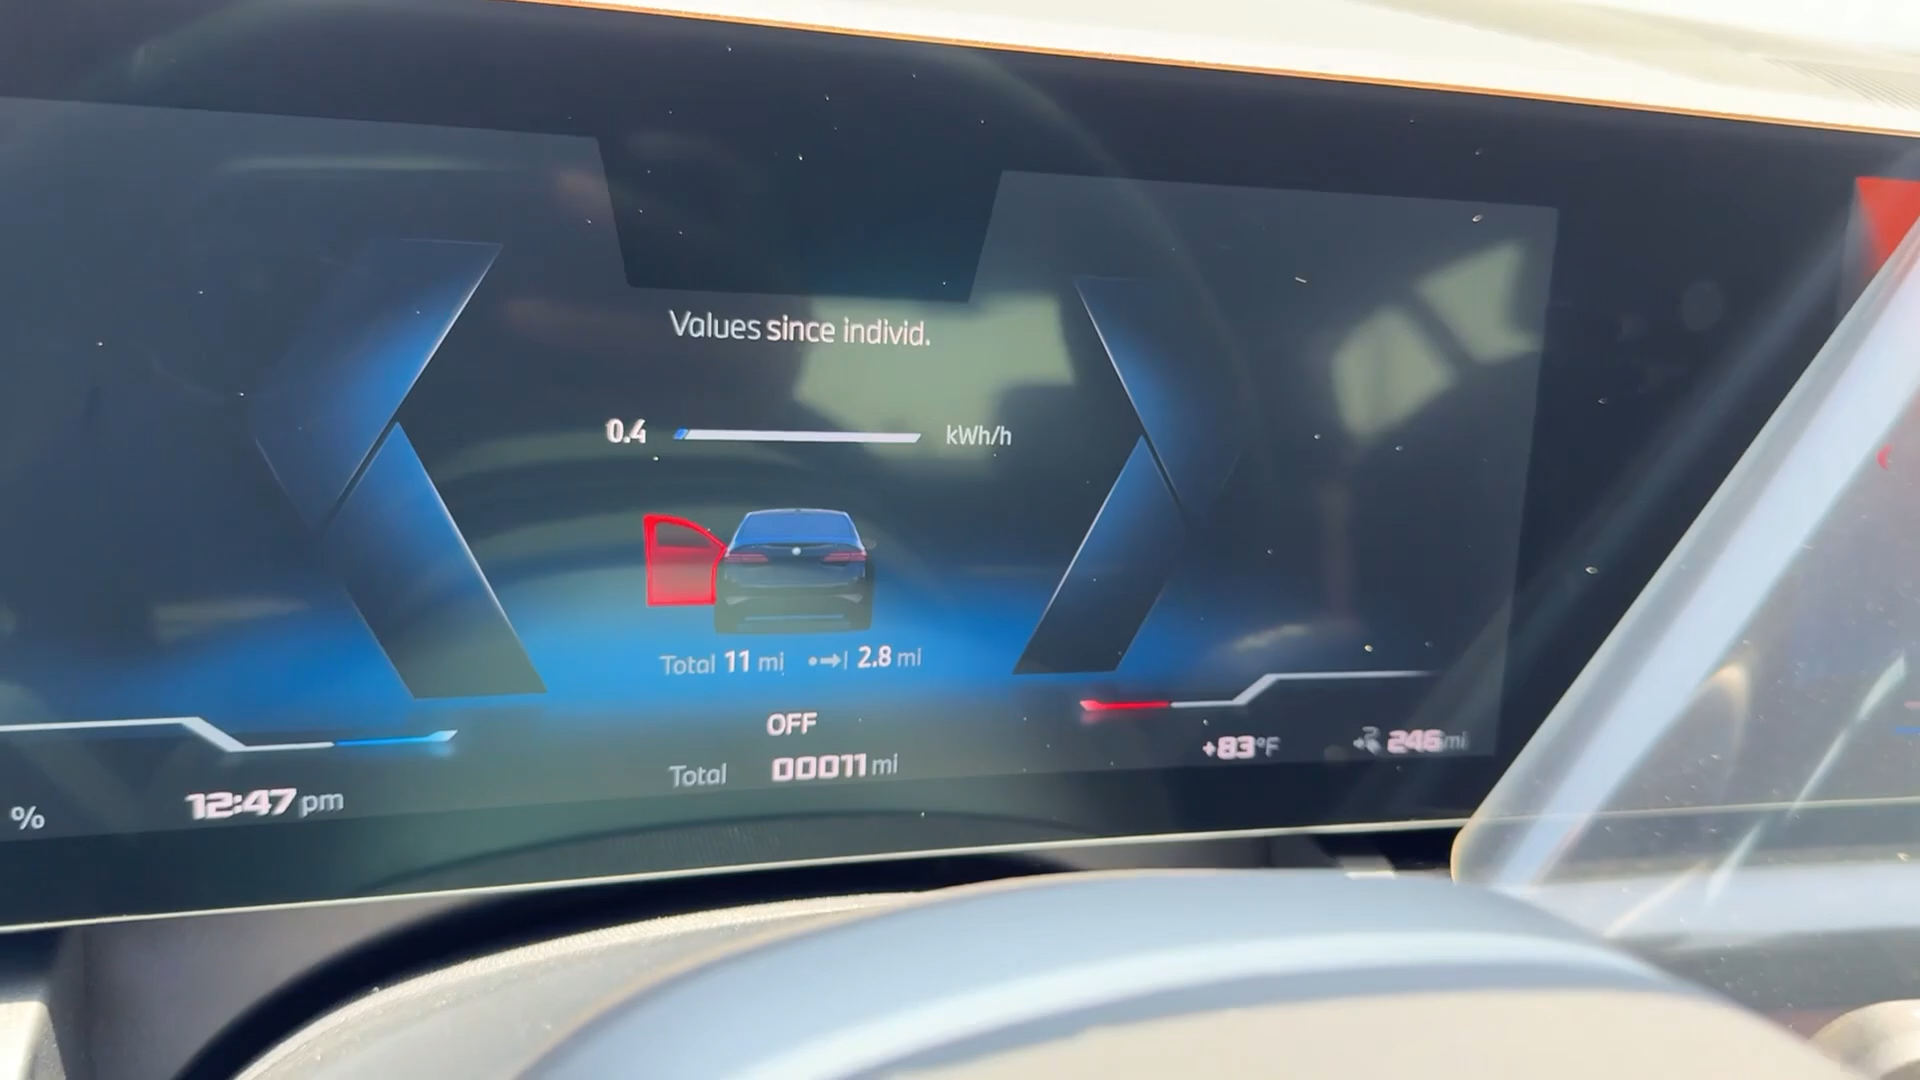 Values since individ.
0.4 kWh/h
Total 11 mi 2.8 mi
OFF
Total 00011 mi
+83°F 246 mi
% 12:47 pm